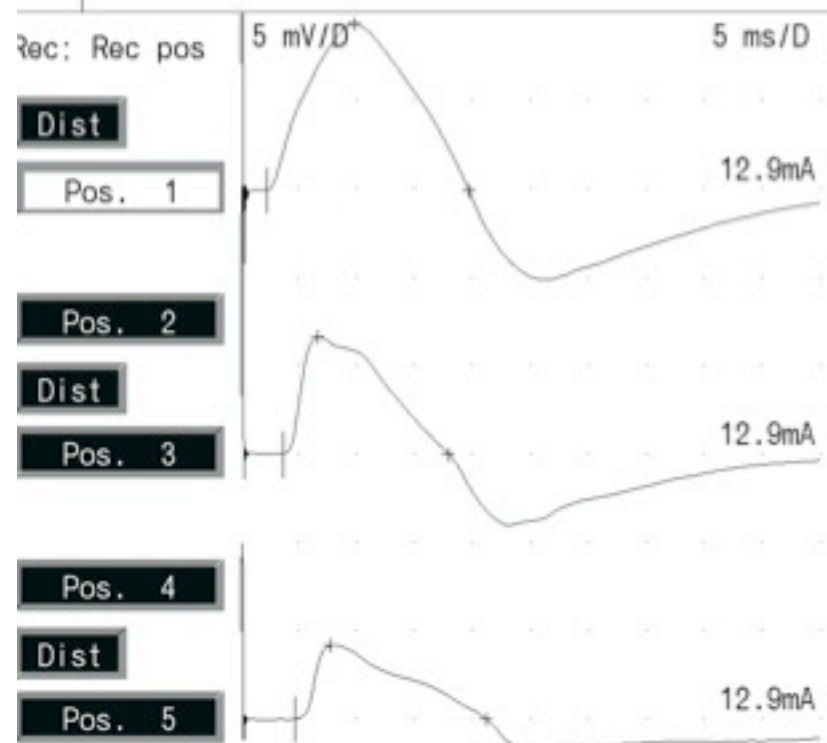 Rec: Rec pos
5 mV/D
5 ms/D
Dist
Pos. 1
12.9mA
Pos. 2
Dist
Pos. 3
12.9mA
Pos. 4
Dist
Pos. 5
12.9mA